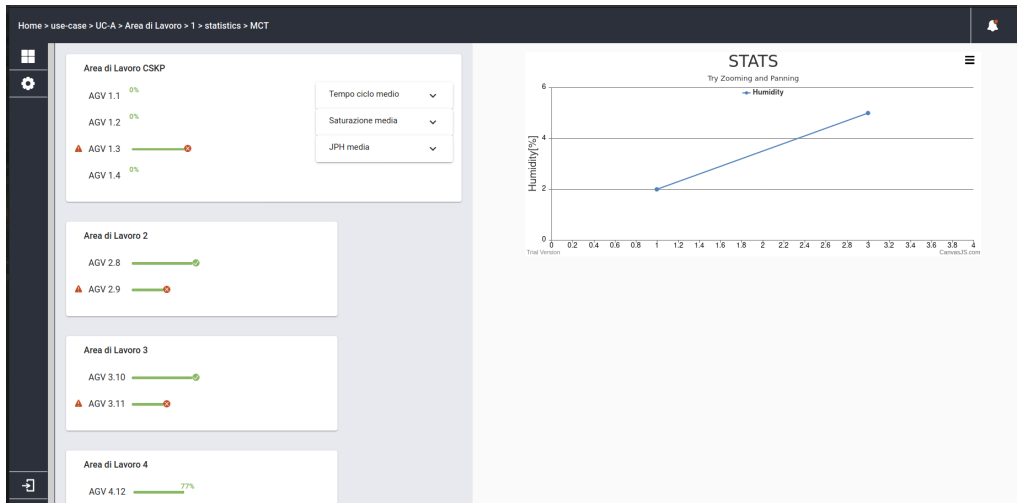 Home > use-case > UC-A > Area di Lavoro > 1 > statistics > MCT
Area di Lavoro CSKP
AGV 1.1 0%
AGV 1.2 0%
AGV 1.3
AGV 1.4 0%
Tempo ciclo medio
Saturazione media
JPH media
Area di Lavoro 2
AGV 2.8
AGV 2.9
Area di Lavoro 3
AGV 3.10
AGV 3.11
Area di Lavoro 4
AGV 4.12 77%
STATS
Try Zooming and Panning
Humidity
Humidity[%]
6
4
2
0
0 0.2 0.4 0.6 0.8 1 1.2 1.4 1.6 1.8 2 2.2 2.4 2.6 2.8 3 3.2 3.4 3.6 3.8 4
Trial Version
CanvasJS.com